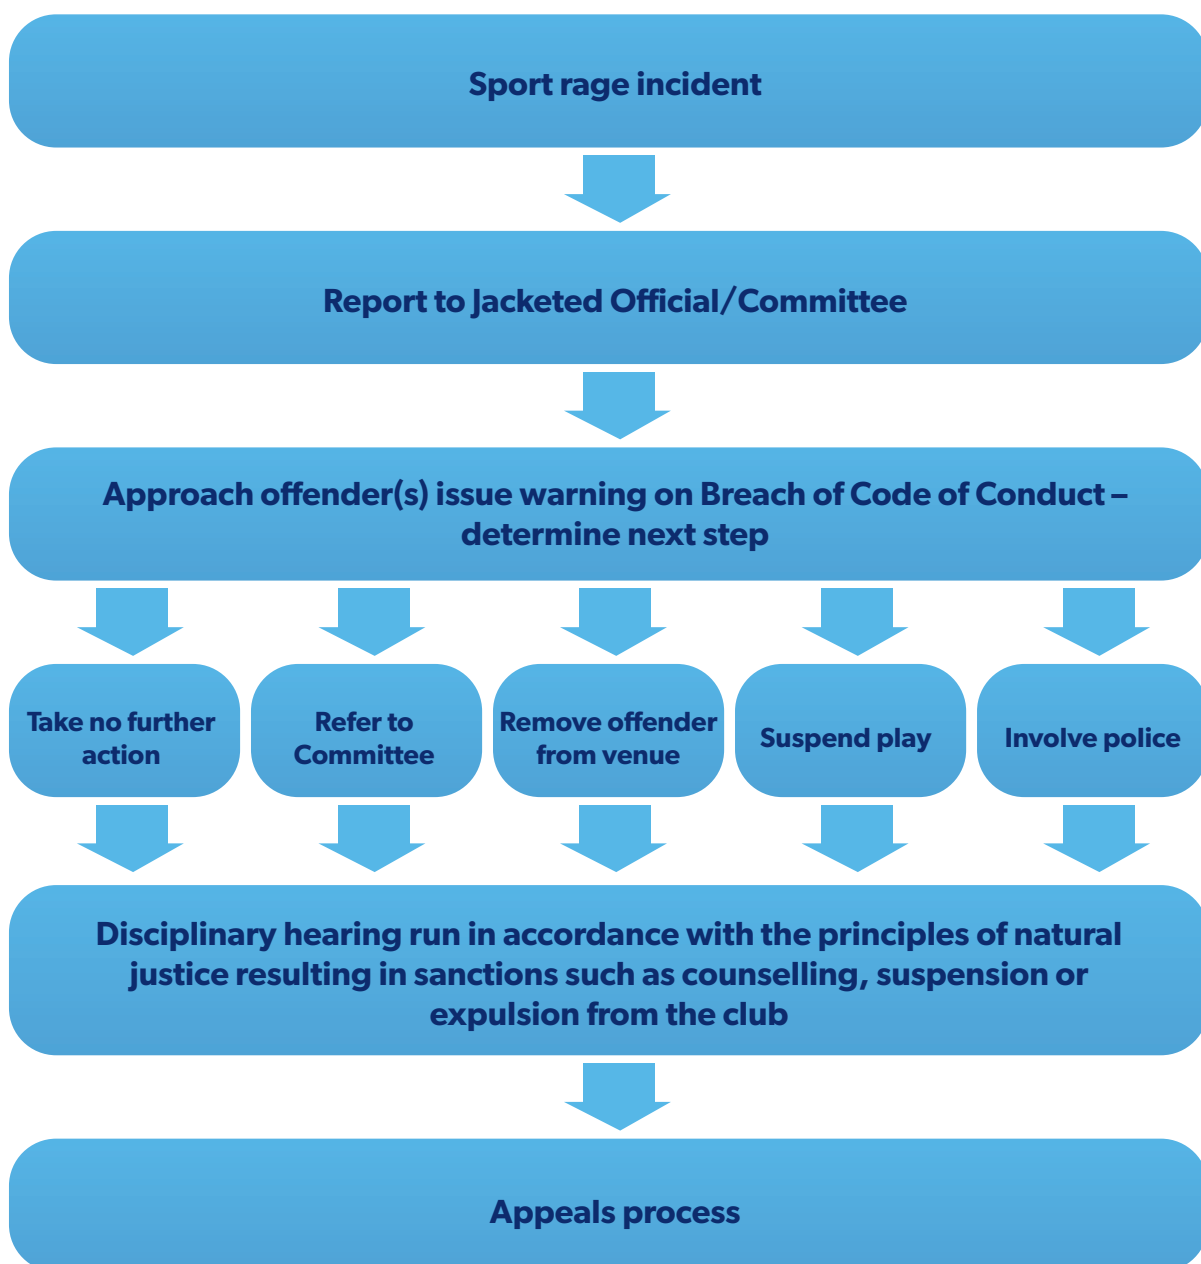 Sport rage incident
Report to Jacketed Official/Committee
Approach offender(s) issue warning on Breach of Code of Conduct –
determine next step
Take no further
action
Refer to
Committee
Remove offender
from venue
Suspend play
Involve police
Disciplinary hearing run in accordance with the principles of natural
justice resulting in sanctions such as counselling, suspension or
expulsion from the club
Appeals process